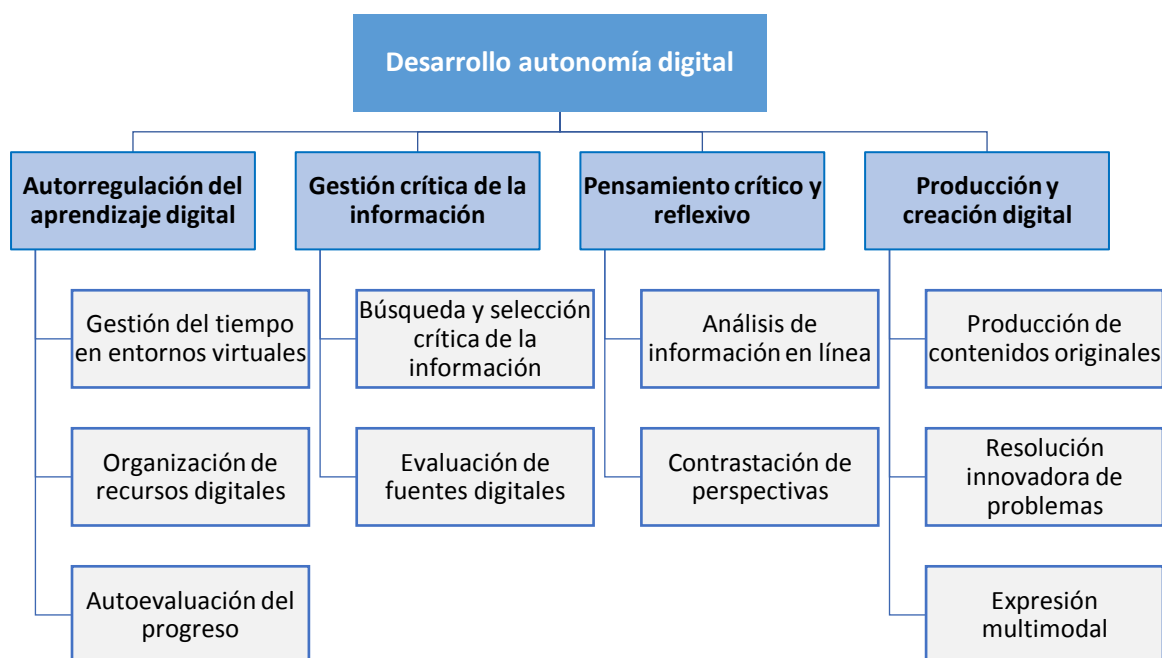 Desarrollo autonomía digital
Autorregulación del
aprendizaje digital
Gestión del tiempo
en entornos virtuales
Organización de
recursos digitales
Autoevaluación del
progreso
Gestión crítica de la
información
Búsqueda y selección
crítica de la
información
Evaluación de
fuentes digitales
Pensamiento crítico y
reflexivo
Análisis de
información en línea
Contrastación de
perspectivas
Producción y
creación digital
Producción de
contenidos originales
Resolución
innovadora de
problemas
Expresión
multimodal